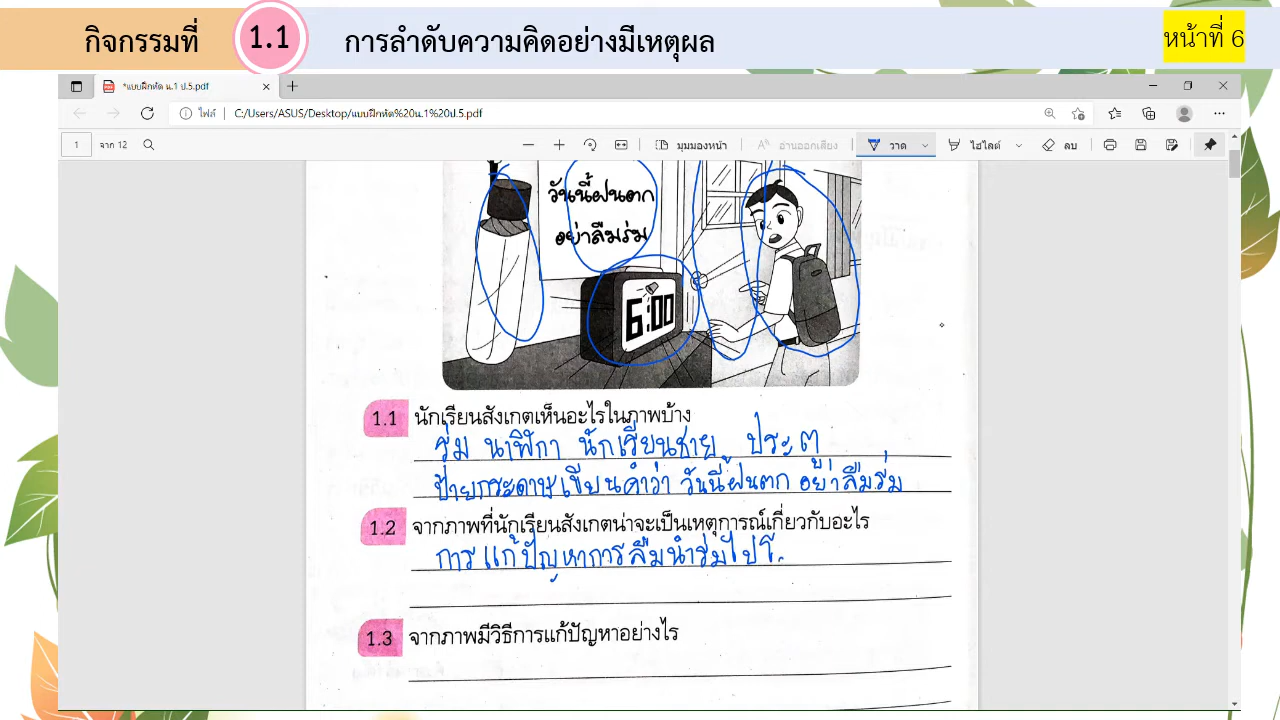 กิจกรรมที่ 1.1 การลำดับความคิดอย่างมีเหตุผล หน้าที่ 6
*แบบฝึกหัด น.1 ป.5.pdf
ไฟล์ C:/Users/ASUS/Desktop/แบบฝึกหัด%20น.1%20ป.5.pdf
1 จาก 12 มุมมองหน้า อ่านออกเสียง วาด ไฮไลต์ ลบ
วันนี้ฝนตก
อย่าลืมร่ม
6:00
1.1 นักเรียนสังเกตเห็นอะไรในภาพบ้าง
ร่ม นาฬิกา นักเรียนชาย ประตู
ป้ายกระดาษเขียนคำว่า วันนี้ฝนตก อย่าลืมร่ม
1.2 จากภาพที่นักเรียนสังเกตน่าจะเป็นเหตุการณ์เกี่ยวกับอะไร
การแก้ปัญหาการลืมนำร่มไปโ
1.3 จากภาพมีวิธีการแก้ปัญหาอย่างไร